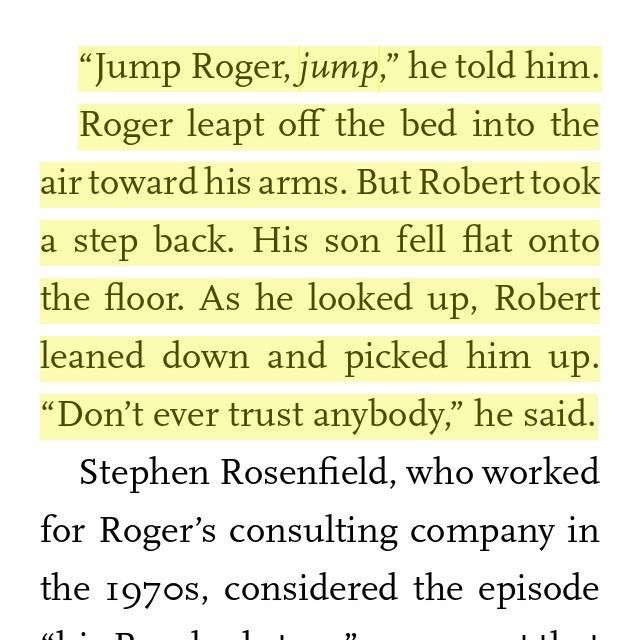 “Jump Roger, jump,” he told him.
Roger leapt off the bed into the
air toward his arms. But Robert took
a step back. His son fell flat onto
the floor. As he looked up, Robert
leaned down and picked him up.
“Don’t ever trust anybody,” he said.
Stephen Rosenfield, who worked
for Roger’s consulting company in
the 1970s, considered the episode